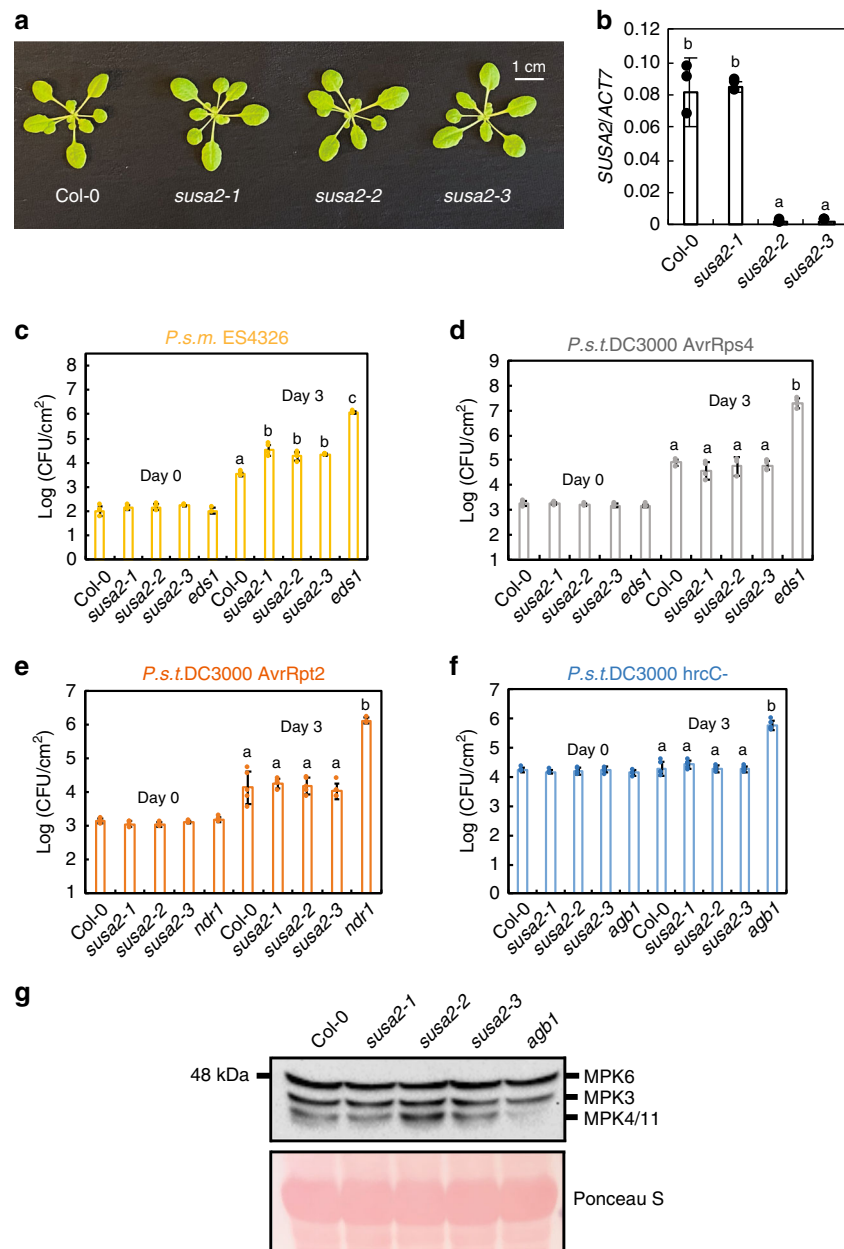 a
1 cm
Col-0 susa2-1 susa2-2 susa2-3
b
SUSA2/ACT7
0.12
0.10
0.08
0.06
0.04
0.02
0
b b a a
Col-0 susa2-1 susa2-2 susa2-3
c
P.s.m. ES4326
Log (CFU/cm²)
8
7
6
5
4
3
2
1
0
Day 0
Day 3
a b b b c
Col-0 susa2-1 susa2-2 susa2-3 eds1 Col-0 susa2-1 susa2-2 susa2-3 eds1
d
P.s.t.DC3000 AvrRps4
Log (CFU/cm²)
9
8
7
6
5
4
3
2
1
Day 0
Day 3
a a a a b
Col-0 susa2-1 susa2-2 susa2-3 eds1 Col-0 susa2-1 susa2-2 susa2-3 eds1
e
P.s.t.DC3000 AvrRpt2
Log (CFU/cm²)
7
6
5
4
3
2
1
Day 0
Day 3
a a a a b
Col-0 susa2-1 susa2-2 susa2-3 ndr1 Col-0 susa2-1 susa2-2 susa2-3 ndr1
f
P.s.t.DC3000 hrcC-
Log (CFU/cm²)
7
6
5
4
3
2
1
0
Day 0
Day 3
a a a a b
Col-0 susa2-1 susa2-2 susa2-3 agb1 Col-0 susa2-1 susa2-2 susa2-3 agb1
g
Col-0 susa2-1 susa2-2 susa2-3 agb1
48 kDa
MPK6
MPK3
MPK4/11
Ponceau S